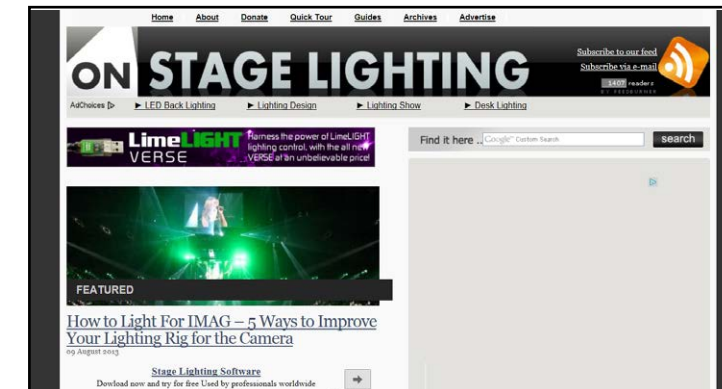 Home About Donate Quick Tour Guides Archives Advertise
ON STAGE LIGHTING
Subscribe to our feed
Subscribe via e-mail
1407 readers
BY FEEDBURNER
AdChoices ► LED Back Lighting ► Lighting Design ► Lighting Show ► Desk Lighting
LimeLIGHT
VERSE
Harness the power of LimeLIGHT
lighting control, with the all new
VERSE at an unbelievable price!
Find it here .. Google™ Custom Search search
FEATURED
How to Light For IMAG – 5 Ways to Improve
Your Lighting Rig for the Camera
09 August 2013
Stage Lighting Software
Dowload now and try for free Used by professionals worldwide